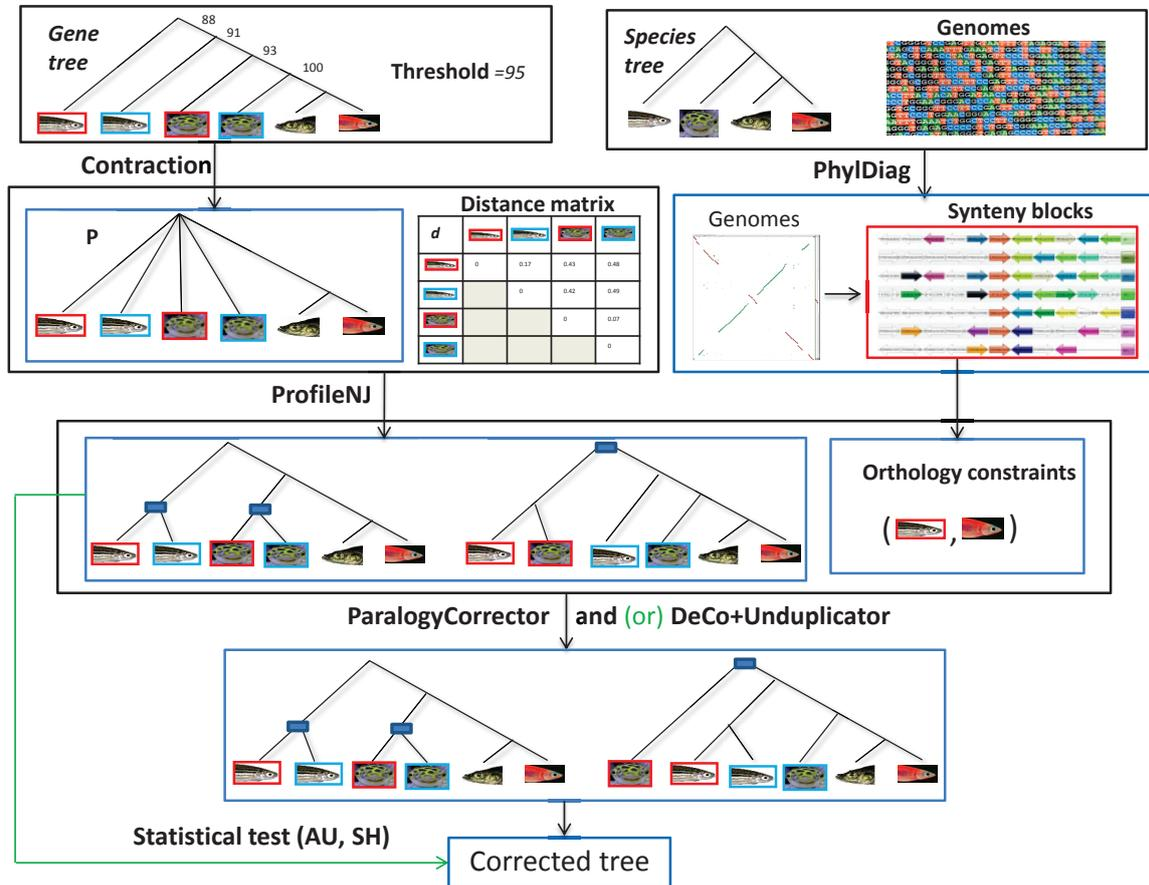 Gene
tree
88
91
93
100
Threshold =95
Species
tree
Genomes
Contraction
PhylDiag
P
Distance matrix
d
0 0.17 0.43 0.48
0 0.42 0.49
0 0.07
0
Genomes
Synteny blocks
ProfileNJ
Orthology constraints
( , )
ParalogyCorrector and (or) DeCo+Unduplicator
Statistical test (AU, SH)
Corrected tree